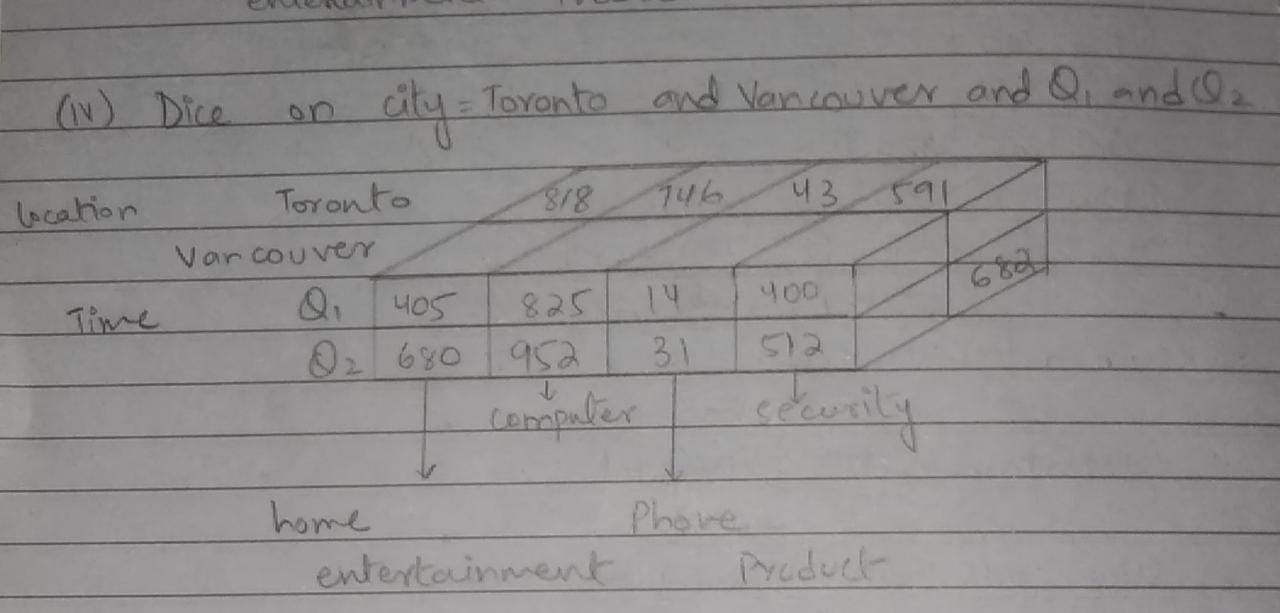 (iv) Dice on city = Toronto and Vancouver and Q1 and Q2
Location Toronto 818 746 43 591
Vancouver
682
Time Q1 405 825 14 400
Q2 680 952 31 512
computer security
home Phone
entertainment Product